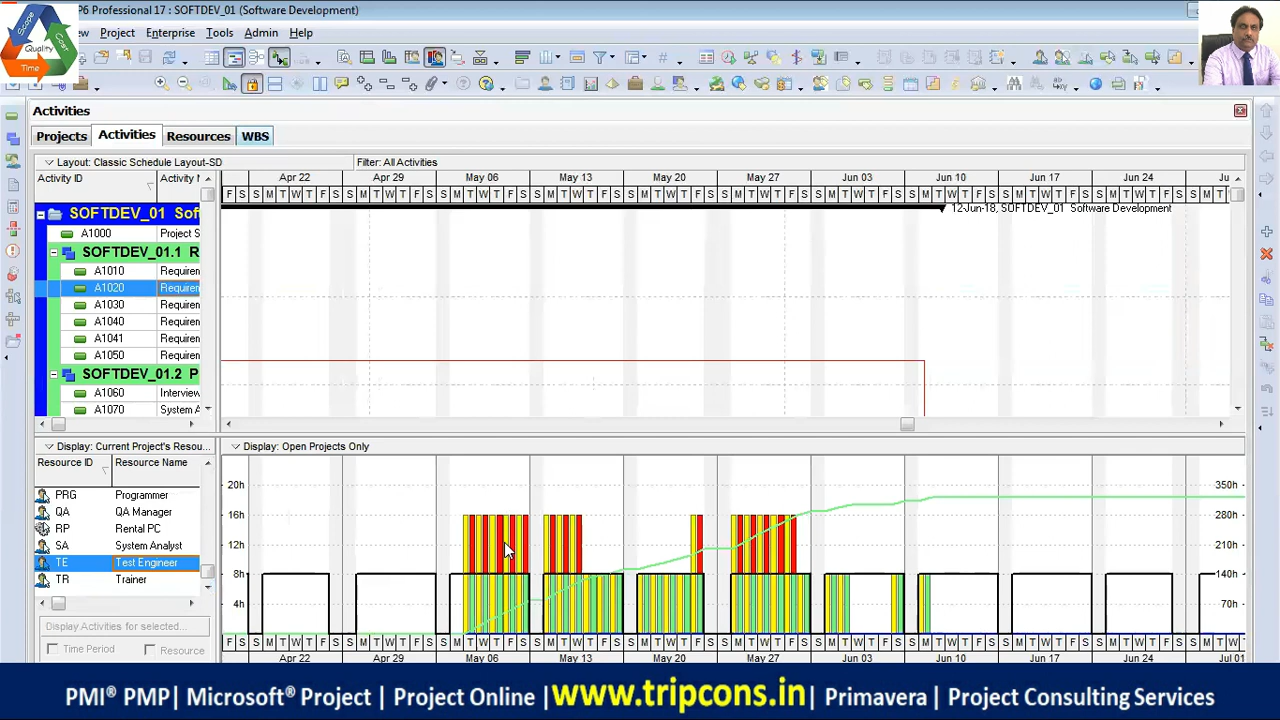 Scope
Quality
Cost
Time
P6 Professional 17 : SOFTDEV_01 (Software Development)
Project Enterprise Tools Admin Help
Activities
Projects Activities Resources WBS
Layout: Classic Schedule Layout-SD Filter: All Activities
Activity ID Activity N
Apr 22 Apr 29 May 06 May 13 May 20 May 27 Jun 03 Jun 10 Jun 17 Jun 24
F S S M T W T F S S M T W T F S S M T W T F S S M T W T F S S M T W T F S S M T W T F S S M T W T F S S M T W T F S S M T W T F S S M T W T F S S M T
SOFTDEV_01 Sof
12-Jun-18, SOFTDEV_01 Software Development
A1000 Project S
SOFTDEV_01.1 R
A1010 Requiren
A1020 Requiren
A1030 Requiren
A1040 Requiren
A1041 Requiren
A1050 Requiren
SOFTDEV_01.2 P
A1060 Interview
A1070 System A
Display: Current Project's Resou... Display: Open Projects Only
Resource ID Resource Name
PRG Programmer
QA QA Manager
RP Rental PC
SA System Analyst
TE Test Engineer
TR Trainer
20h 350h
16h 280h
12h 210h
8h 140h
4h 70h
Display Activities for selected...
Time Period Resource
S S M T W T F S S M T W T F S S M T W T F S S M T W T F S S M T W T F S S M T W T F S S M T W T F S S M T W T F S S M T W T F S S M T W T F S S M T W
Apr 22 Apr 29 May 06 May 13 May 20 May 27 Jun 03 Jun 10 Jun 17 Jun 24 Jul 01
PMI® PMP| Microsoft® Project | Project Online |www.tripcons.in| Primavera | Project Consulting Services